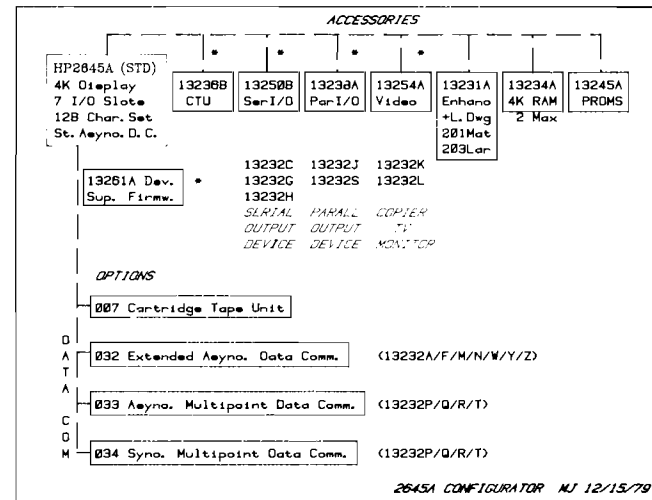 ACCESSORIES
* * * *
HP2645A (STD)
4K Display
7 I/O Slots
128 Char. Set
St. Async. D. C.
13236B
CTU
13250B
SerI/O
13238A
ParI/O
13254A
Video
13231A
Enhanc
+L. Dwg
201Mat
203Lar
13234A
4K RAM
2 Max
13245A
PROMS
13261A Dev. *
Sup. Firmw.
13232C 13232J 13232K
13232G 13232S 13232L
13232H
SERIAL PARALL COPIER
OUTPUT OUTPUT TV
DEVICE DEVICE MONITOR
OPTIONS
007 Cartridge Tape Unit
DATA COM
032 Extended Async. Data Comm. (13232A/F/M/N/W/Y/Z)
033 Async. Multipoint Data Comm. (13232P/Q/R/T)
034 Sync. Multipoint Data Comm. (13232P/Q/R/T)
2645A CONFIGURATOR MJ 12/15/79